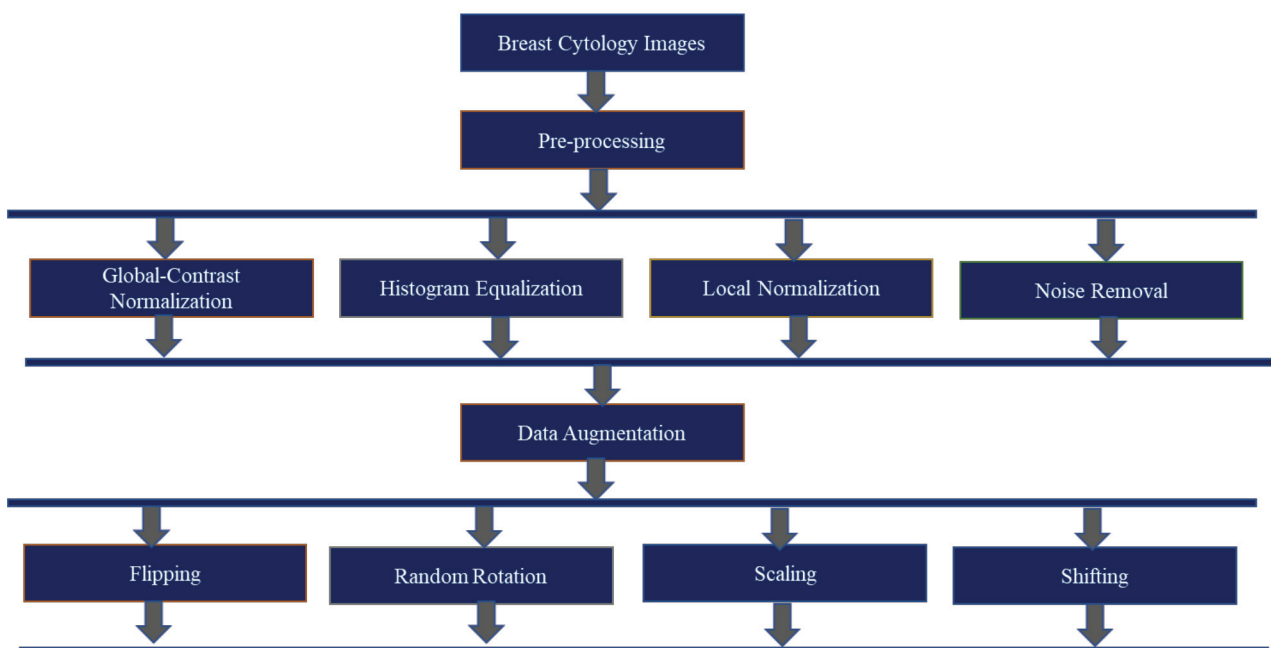 Breast Cytology Images
Pre-processing
Global-Contrast
Normalization
Histogram Equalization
Local Normalization
Noise Removal
Data Augmentation
Flipping
Random Rotation
Scaling
Shifting